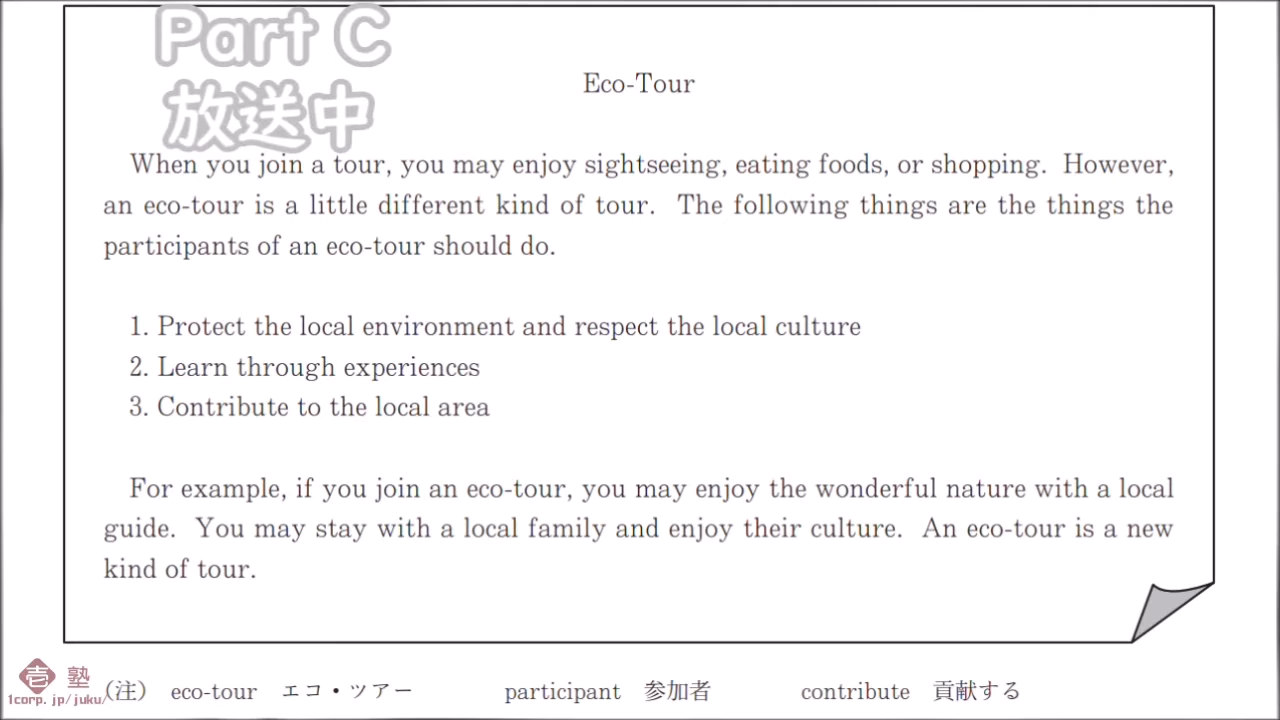 Part C
放送中
Eco-Tour
When you join a tour, you may enjoy sightseeing, eating foods, or shopping. However,
an eco-tour is a little different kind of tour. The following things are the things the
participants of an eco-tour should do.
1. Protect the local environment and respect the local culture
2. Learn through experiences
3. Contribute to the local area
For example, if you join an eco-tour, you may enjoy the wonderful nature with a local
guide. You may stay with a local family and enjoy their culture. An eco-tour is a new
kind of tour.
(注) eco-tour エコ・ツアー participant 参加者 contribute 貢献する
壱 塾
1corp. jp/juku/